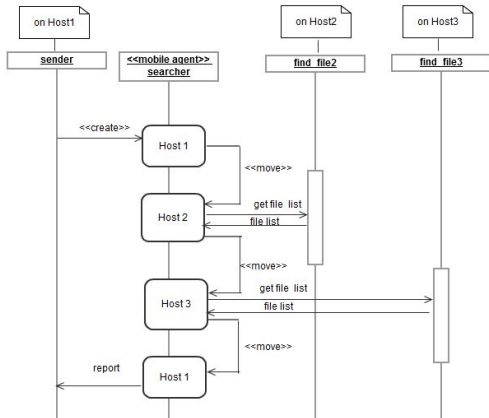 on Host1
on Host2
on Host3
sender
<<mobile agent>>
searcher
find_file2
find_file3
<<create>>
Host 1
<<move>>
Host 2
get file list
file list
<<move>>
Host 3
get file list
file list
<<move>>
report
Host 1